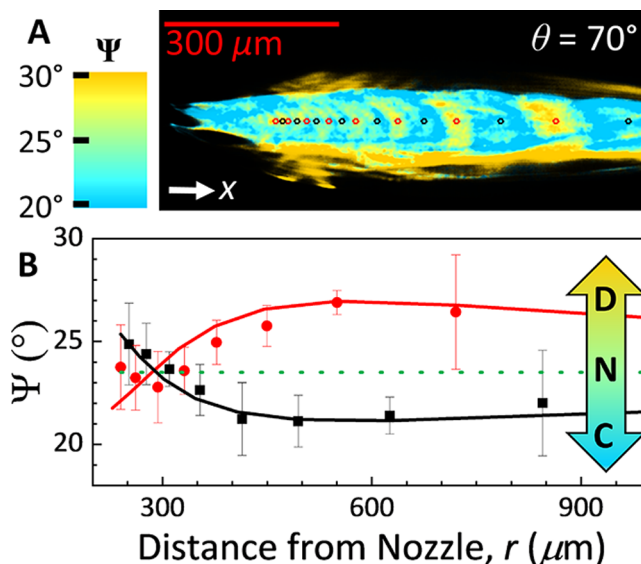 A
Ψ
30°
25°
20°
300 μm
θ = 70°
x
B
30
25
20
Ψ (°)
D
N
C
300
600
900
Distance from Nozzle, r (μm)